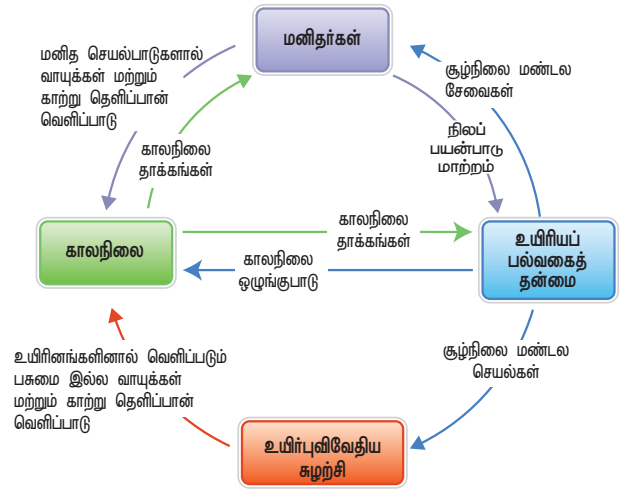 மனிதர்கள்
மனித செயல்பாடுகளால்
வாயுக்கள் மற்றும்
காற்று தெளிப்பான்
வெளிப்பாடு
சூழ்நிலை மண்டல
சேவைகள்
நிலப்
பயன்பாடு
மாற்றம்
காலநிலை
தாக்கங்கள்
காலநிலை
காலநிலை
தாக்கங்கள்
காலநிலை
ஒழுங்குபாடு
உயிரியப்
பல்வகைத்
தன்மை
உயிரினங்களினால் வெளிப்படும்
பசுமை இல்ல வாயுக்கள்
மற்றும் காற்று தெளிப்பான்
வெளிப்பாடு
சூழ்நிலை மண்டல
செயல்கள்
உயிர்புவிவேதிய
சுழற்சி